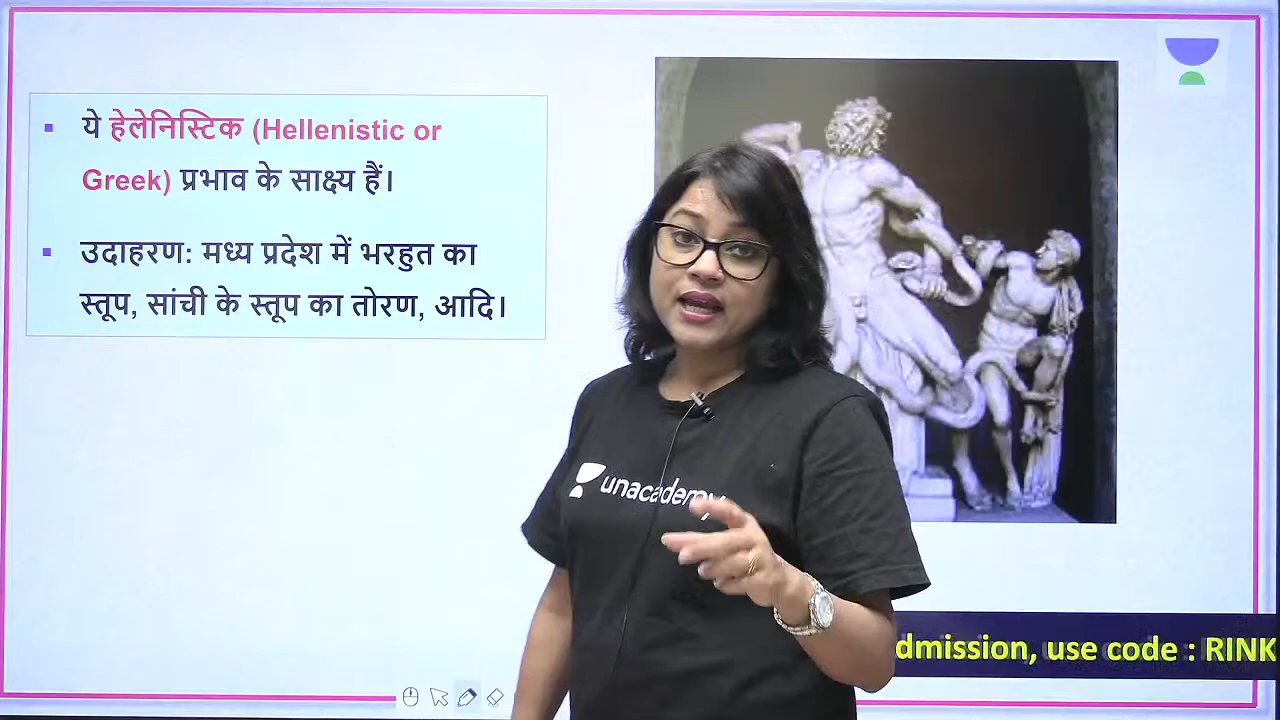 ये हेलेनिस्टिक (Hellenistic or
Greek) प्रभाव के साक्ष्य हैं।
उदाहरण: मध्य प्रदेश में भरहुत का
स्तूप, सांची के स्तूप का तोरण, आदि।
unacademy
dmission, use code : RINK